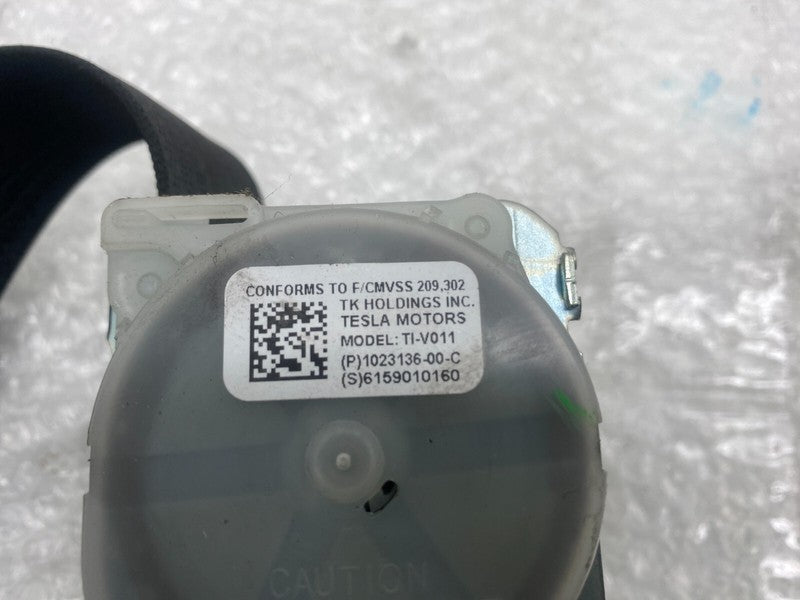 CONFORMS TO F/CMVSS 209,302
TK HOLDINGS INC.
TESLA MOTORS
MODEL: TI-V011
(P)1023136-00-C
(S)6159010160
CAUTION